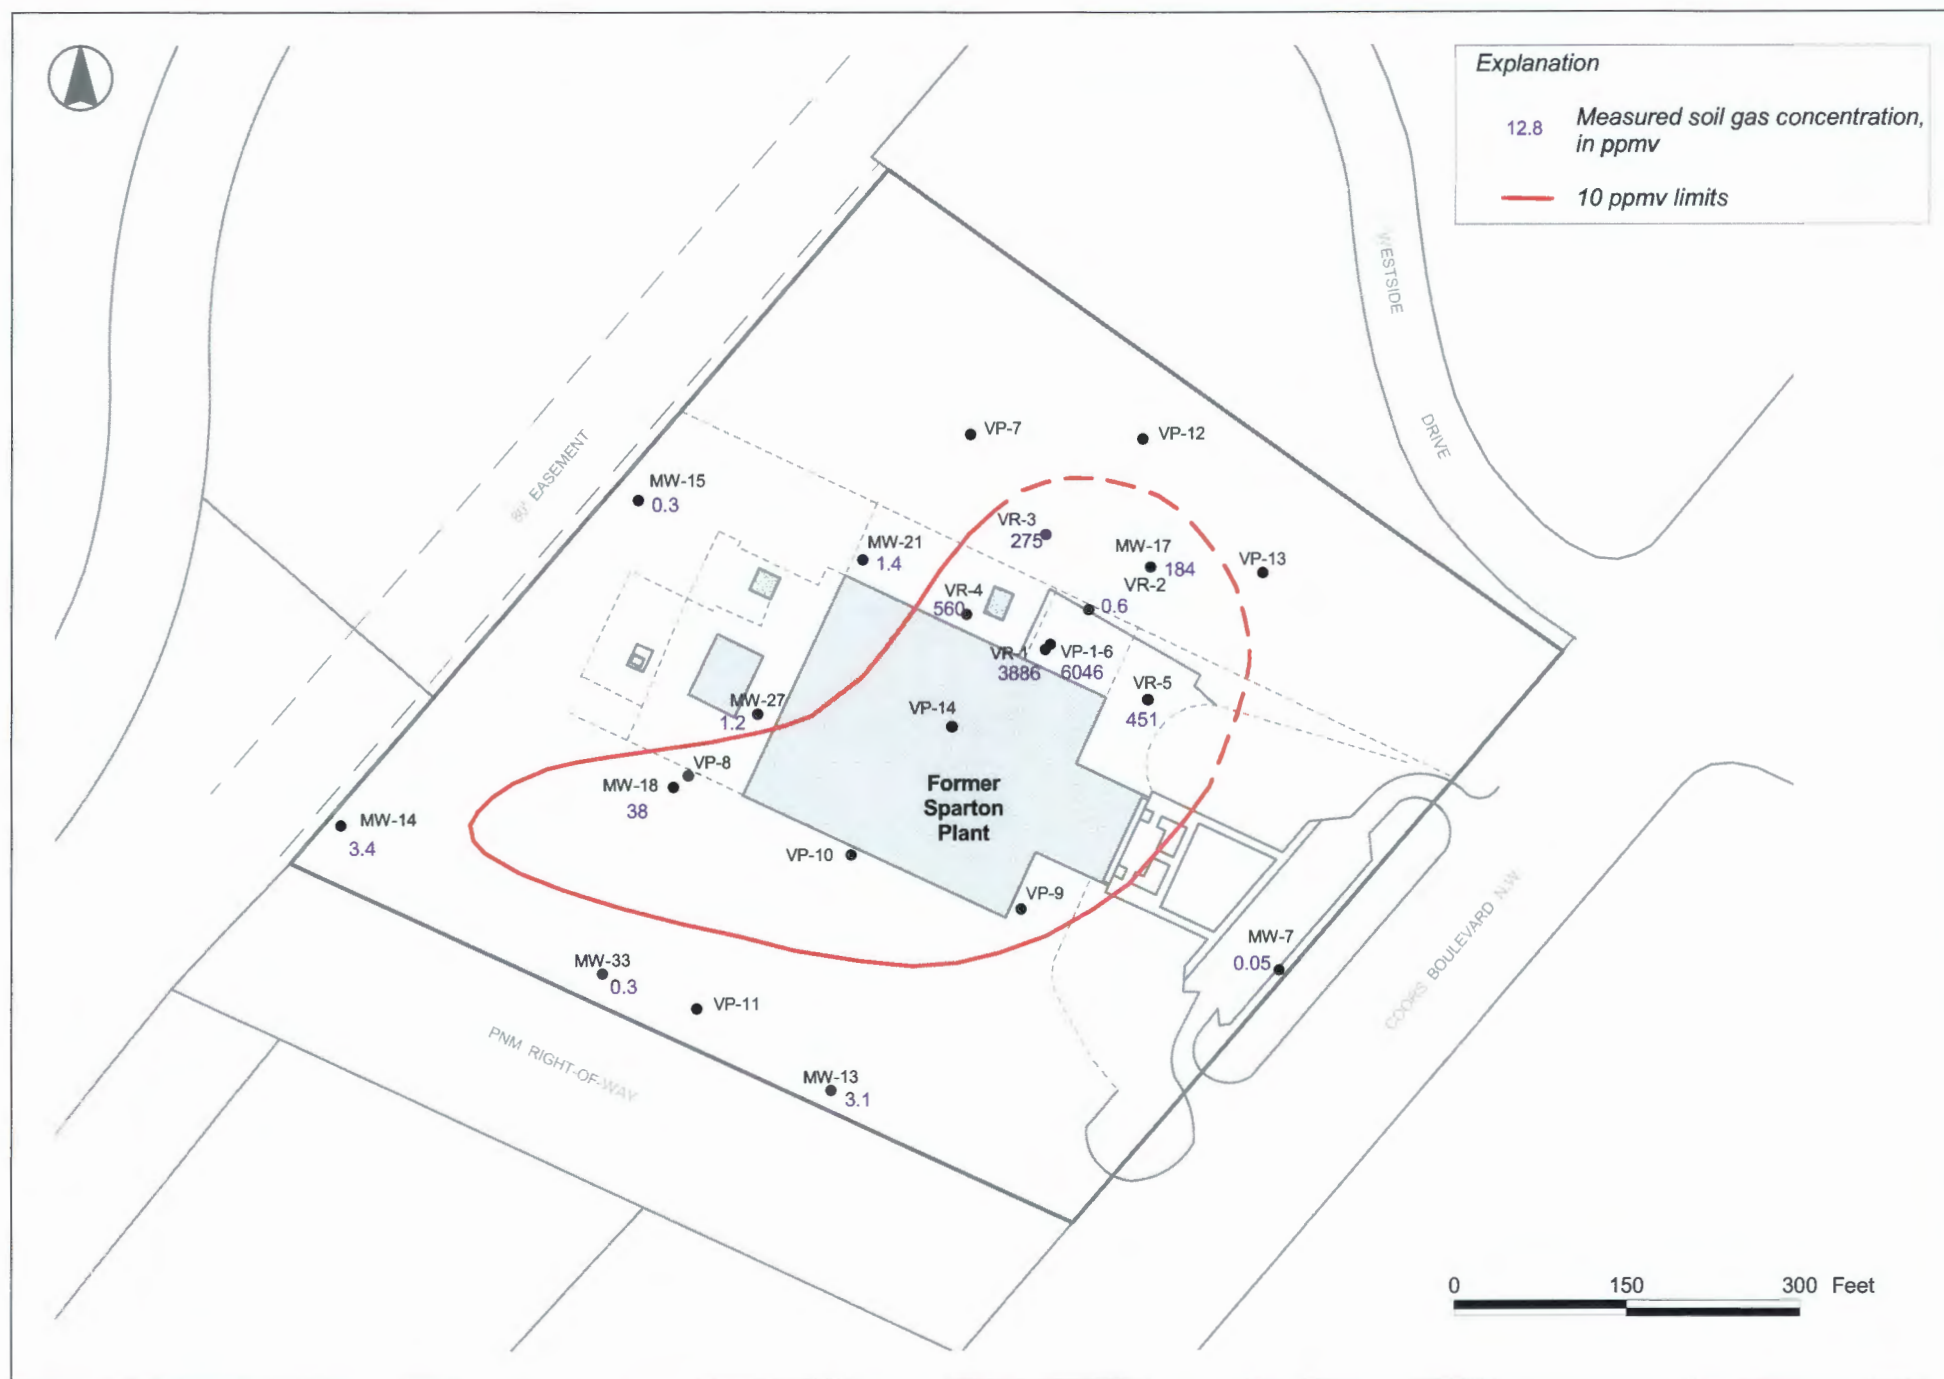 Explanation
12.8
Measured soil gas concentration,
in ppmv
10 ppmv limits
WESTSIDE
DRIVE
80' EASEMENT
VP-7
VP-12
MW-15
0.3
VR-3
275
MW-21
1.4
MW-17
184
VP-13
VR-4
560
VR-2
0.6
VR-1
3886
VP-1-6
6046
VR-5
451
MW-27
1.2
VP-14
VP-8
MW-18
38
Former
Sparton
Plant
MW-14
3.4
VP-10
VP-9
MW-7
0.05
COORS BOULEVARD N.W
MW-33
0.3
VP-11
PNM RIGHT-OF-WAY
MW-13
3.1
0 150 300 Feet